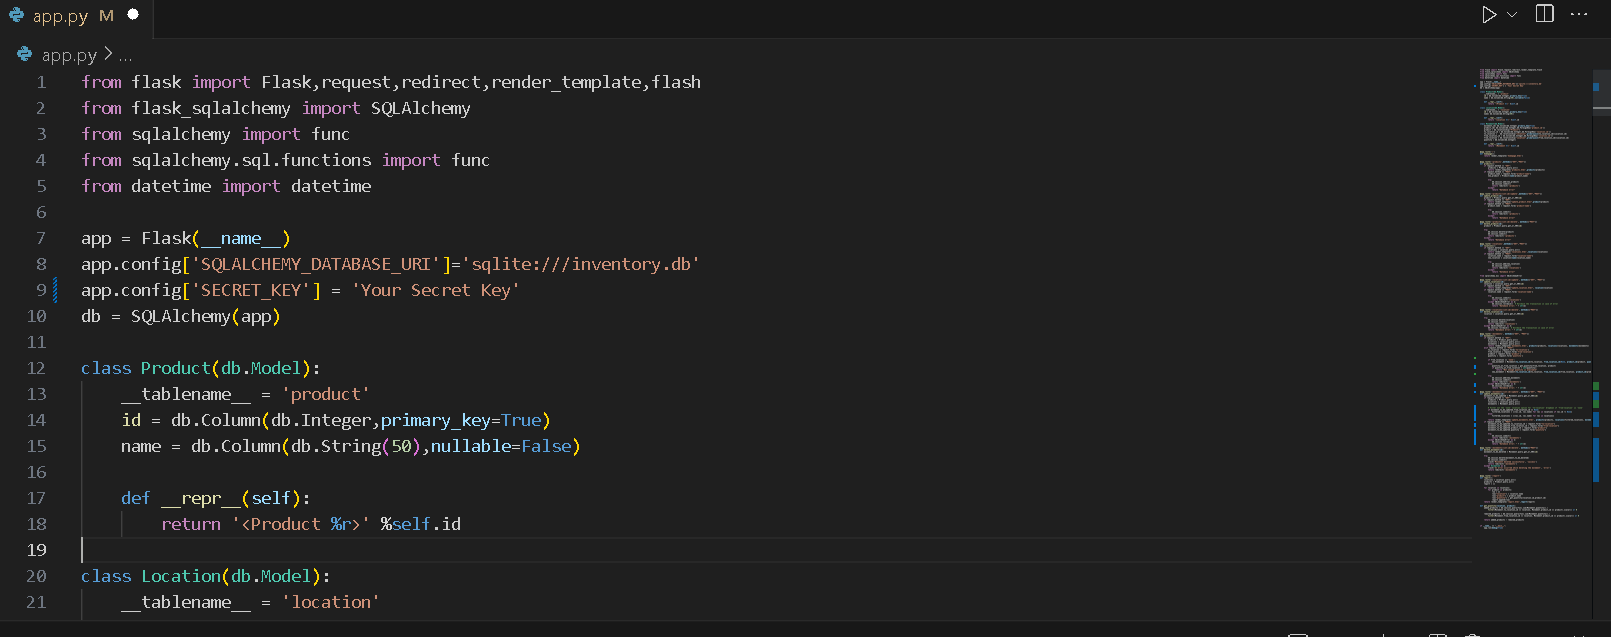 app.py M
app.py > ...
1 from flask import Flask,request,redirect,render_template,flash
2 from flask_sqlalchemy import SQLAlchemy
3 from sqlalchemy import func
4 from sqlalchemy.sql.functions import func
5 from datetime import datetime
6
7 app = Flask(__name__)
8 app.config['SQLALCHEMY_DATABASE_URI']='sqlite:///inventory.db'
9 app.config['SECRET_KEY'] = 'Your Secret Key'
10 db = SQLAlchemy(app)
11
12 class Product(db.Model):
13     __tablename__ = 'product'
14     id = db.Column(db.Integer,primary_key=True)
15     name = db.Column(db.String(50),nullable=False)
16
17     def __repr__(self):
18         return '<Product %r>' %self.id
19
20 class Location(db.Model):
21     __tablename__ = 'location'